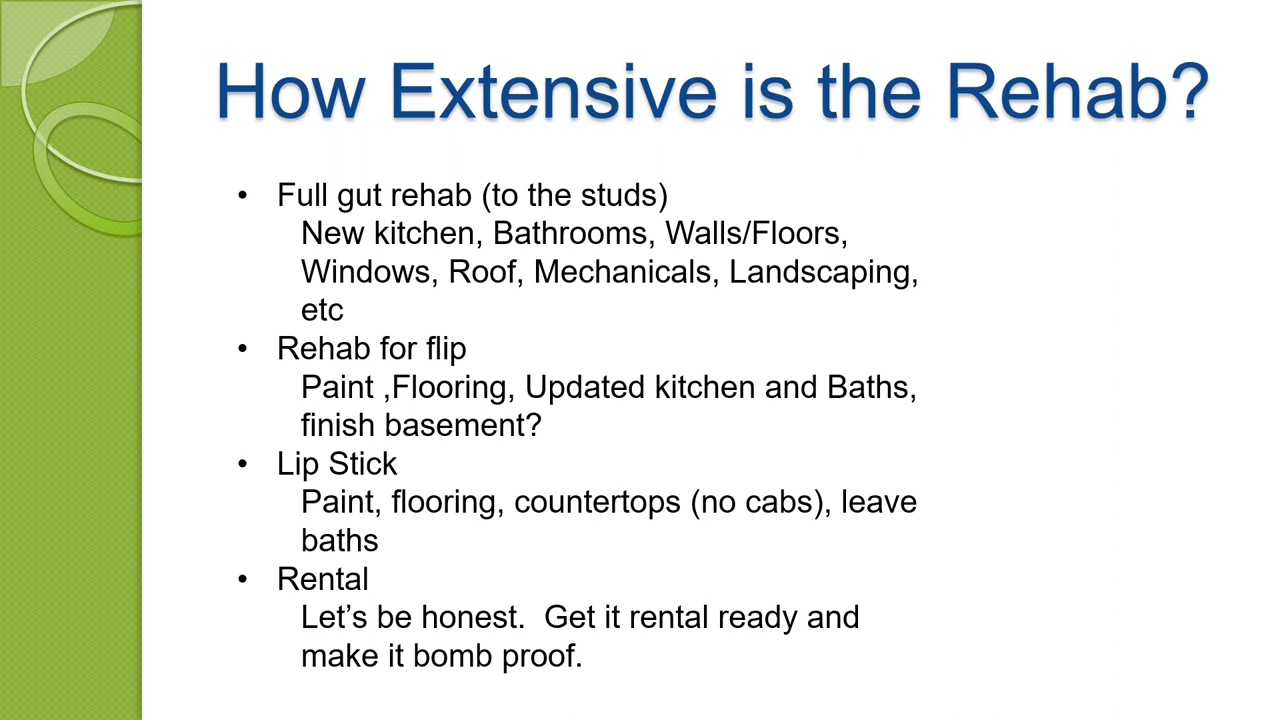 How Extensive is the Rehab?
• Full gut rehab (to the studs)
New kitchen, Bathrooms, Walls/Floors,
Windows, Roof, Mechanicals, Landscaping,
etc
• Rehab for flip
Paint ,Flooring, Updated kitchen and Baths,
finish basement?
• Lip Stick
Paint, flooring, countertops (no cabs), leave
baths
• Rental
Let’s be honest.  Get it rental ready and
make it bomb proof.